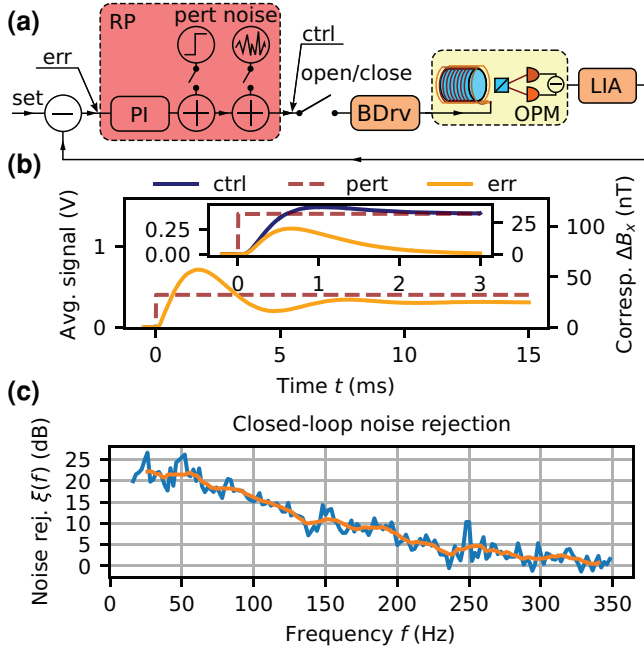 (a)
RP
pert noise
ctrl
err
open/close
set
PI
BDrv
OPM
LIA
(b)
ctrl
pert
err
Avg. signal (V)
1
0
0.25
0.00
25
0
0 1 2 3
100
50
0
Corresp. ΔBx (nT)
0 5 10 15
Time t (ms)
(c)
Closed-loop noise rejection
Noise rej. ξ(f) (dB)
25
20
15
10
5
0
0 50 100 150 200 250 300 350
Frequency f (Hz)